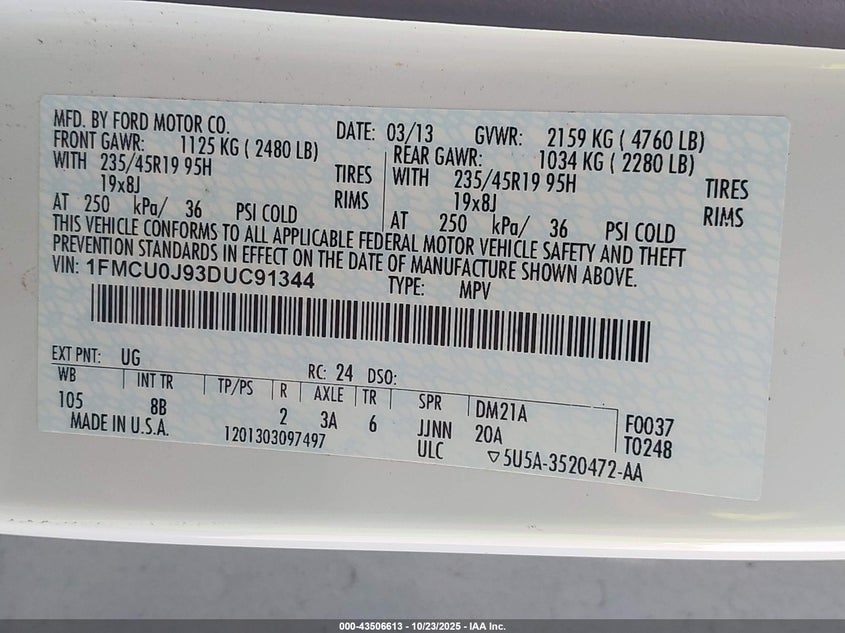 MFD. BY FORD MOTOR CO. DATE: 03/13 GVWR: 2159 KG ( 4760 LB)
FRONT GAWR: 1125 KG ( 2480 LB) REAR GAWR: 1034 KG ( 2280 LB)
WITH 235/45R19 95H TIRES WITH 235/45R19 95H TIRES
19x8J RIMS 19x8J RIMS
AT 250 kPa/ 36 PSI COLD AT 250 kPa/ 36 PSI COLD
THIS VEHICLE CONFORMS TO ALL APPLICABLE FEDERAL MOTOR VEHICLE SAFETY AND THEFT
PREVENTION STANDARDS IN EFFECT ON THE DATE OF MANUFACTURE SHOWN ABOVE.
VIN: 1FMCU0J93DUC91344 TYPE: MPV
EXT PNT: UG RC: 24 DSO:
WB INT TR TP/PS R AXLE TR SPR DM21A F0037
105 8B 2 3A 6 JJNN 20A T0248
MADE IN U.S.A. 1201303097497 ULC ▽5U5A-3520472-AA
000-43506613 - 10/23/2025 - IAA Inc.